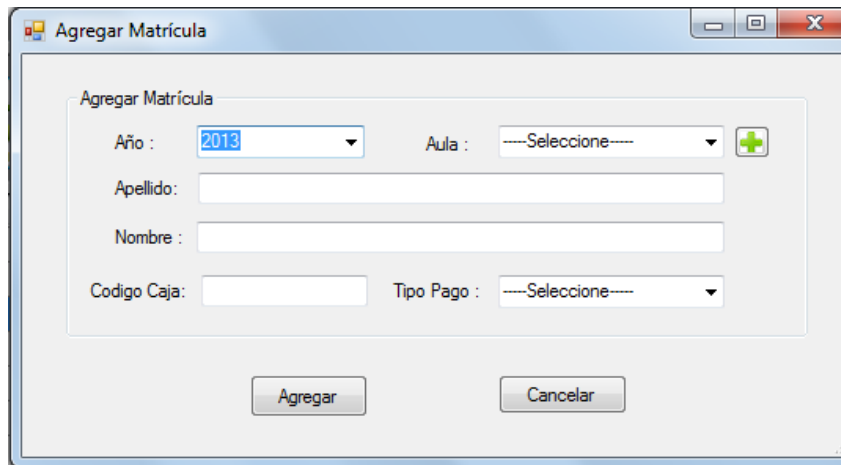 Agregar Matrícula
Agregar Matrícula
Año : 2013 Aula : -----Seleccione-----
Apellido:
Nombre :
Codigo Caja: Tipo Pago : -----Seleccione-----
Agregar Cancelar